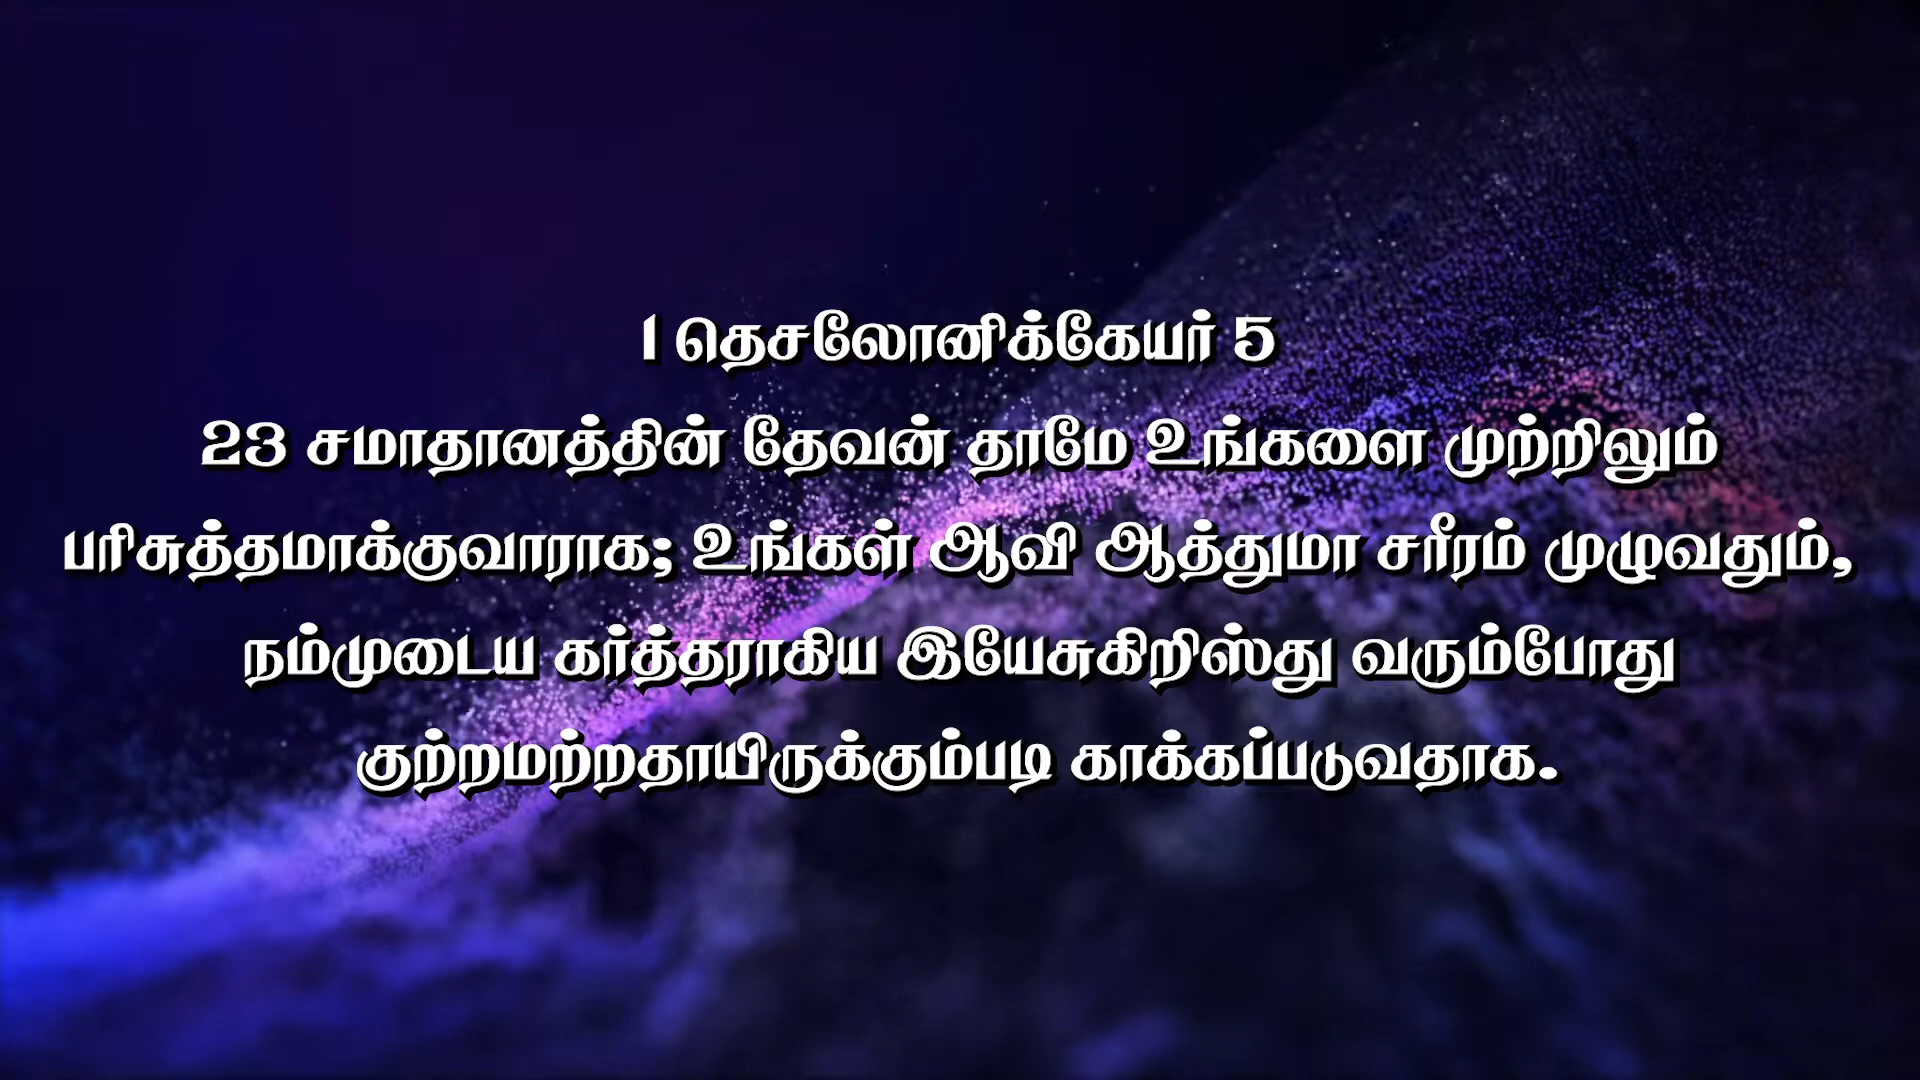 1 தெசலோனிக்கேயர் 5
23 சமாதானத்தின் தேவன் தாமே உங்களை முற்றிலும்
பரிசுத்தமாக்குவாராக; உங்கள் ஆவி ஆத்துமா சரீரம் முழுவதும்,
நம்முடைய கர்த்தராகிய இயேசுகிறிஸ்து வரும்போது
குற்றமற்றதாயிருக்கும்படி காக்கப்படுவதாக.